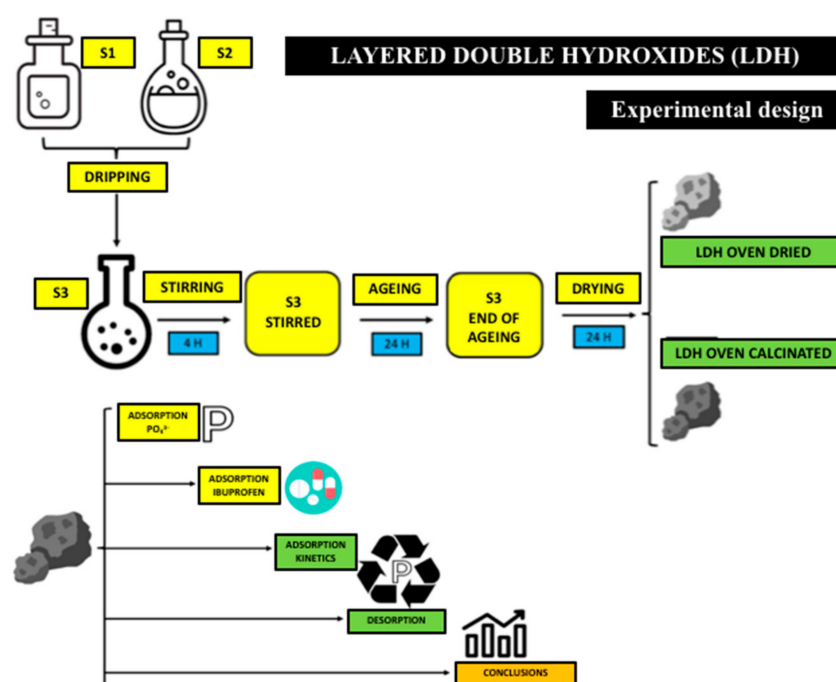 S1
S2
LAYERED DOUBLE HYDROXIDES (LDH)
Experimental design
DRIPPING
S3
STIRRING
4 H
S3
STIRRED
AGEING
24 H
S3
END OF
AGEING
DRYING
24 H
LDH OVEN DRIED
LDH OVEN CALCINATED
ADSORPTION
PO₄³⁻
P
ADSORPTION
IBUPROFEN
ADSORPTION
KINETICS
P
DESORPTION
CONCLUSIONS